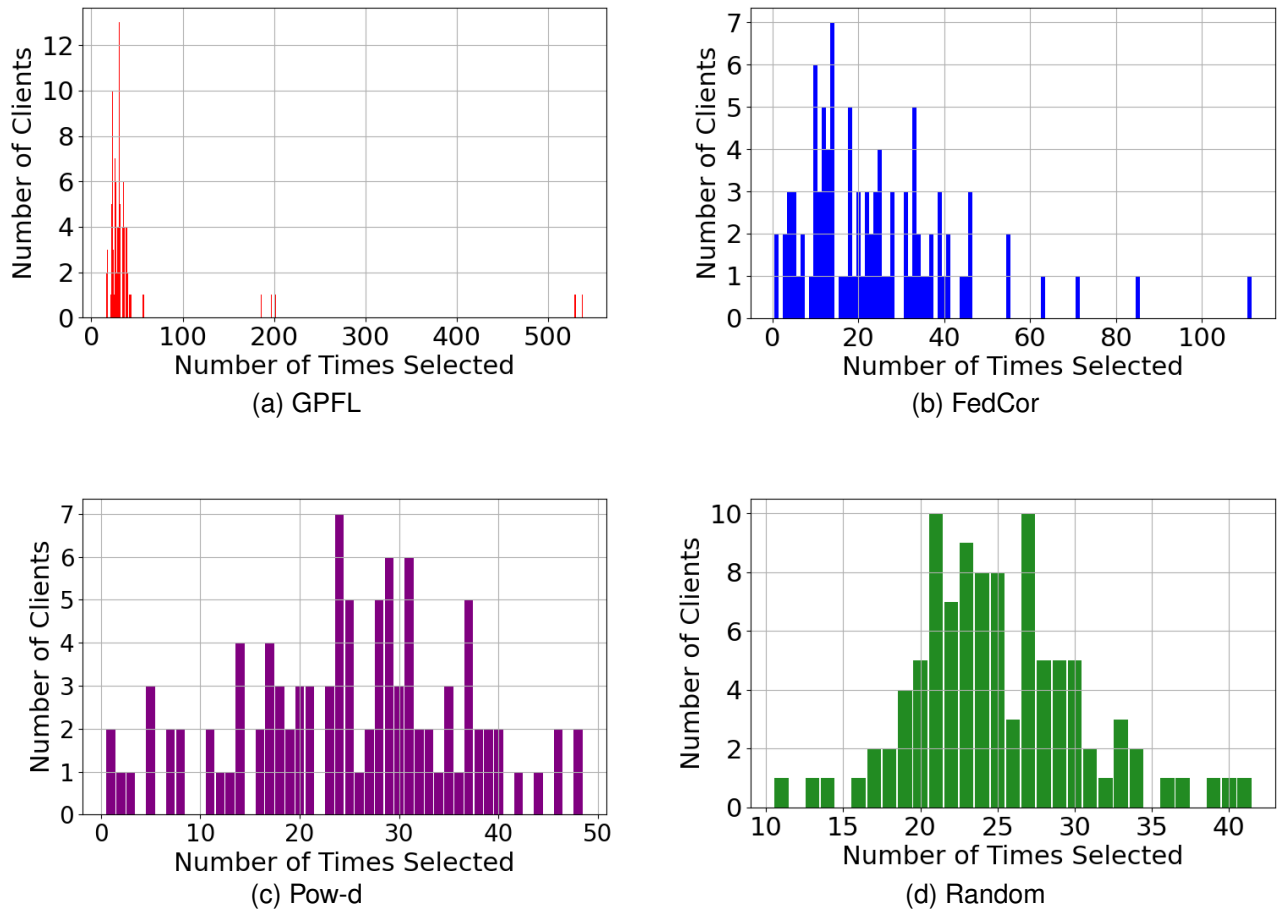 12
10
8
6
4
2
0
Number of Clients
0 100 200 300 400 500
Number of Times Selected
(a) GPFL
7
6
5
4
3
2
1
0
Number of Clients
0 20 40 60 80 100
Number of Times Selected
(b) FedCor
7
6
5
4
3
2
1
0
Number of Clients
0 10 20 30 40 50
Number of Times Selected
(c) Pow-d
10
8
6
4
2
0
Number of Clients
10 15 20 25 30 35 40
Number of Times Selected
(d) Random